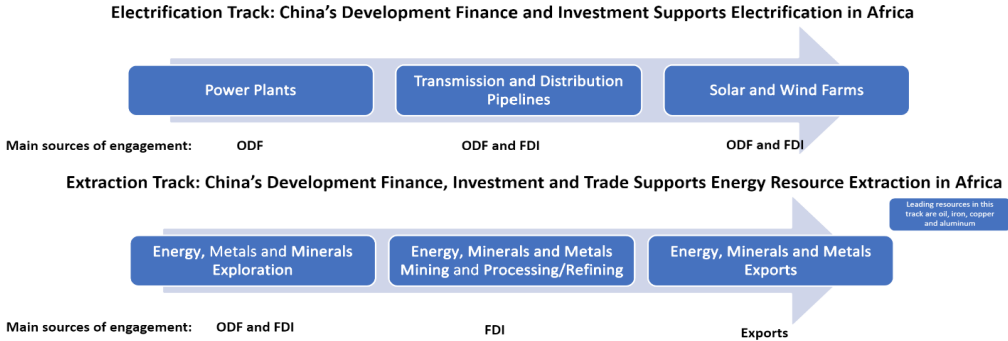 Electrification Track: China's Development Finance and Investment Supports Electrification in Africa
Power Plants
Transmission and Distribution
Pipelines
Solar and Wind Farms
Main sources of engagement:
ODF
ODF and FDI
ODF and FDI
Extraction Track: China's Development Finance, Investment and Trade Supports Energy Resource Extraction in Africa
Leading resources in this
track are oil, iron, copper
and aluminum
Energy, Metals and Minerals
Exploration
Energy, Minerals and Metals
Mining and Processing/Refining
Energy, Minerals and Metals
Exports
Main sources of engagement:
ODF and FDI
FDI
Exports